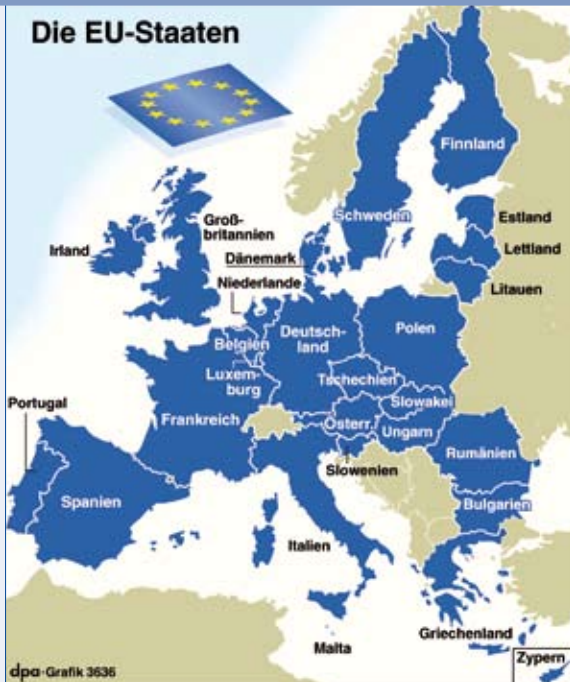 Die EU-Staaten
Finnland
Schweden
Estland
Lettland
Litauen
Groß-
britannien
Irland
Dänemark
Niederlande
Deutsch-
land
Polen
Belgien
Luxem-
burg
Tschechien
Slowakei
Portugal
Frankreich
Österr.
Ungarn
Rumänien
Slowenien
Spanien
Bulgarien
Italien
Griechenland
Malta
Zypern
dpa-Grafik 3636